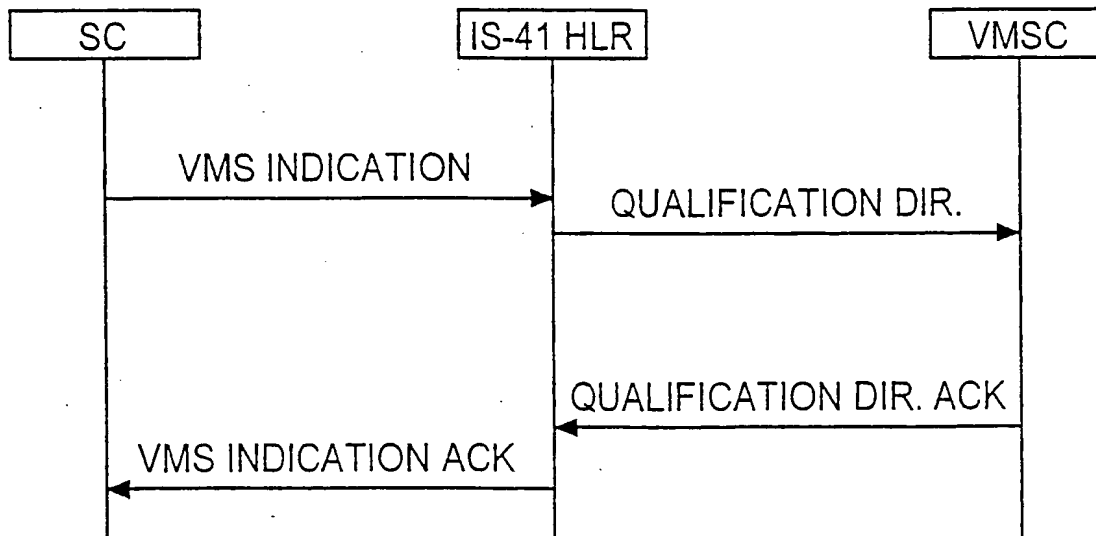 SC
IS-41 HLR
VMSC
VMS INDICATION
QUALIFICATION DIR.
QUALIFICATION DIR. ACK
VMS INDICATION ACK